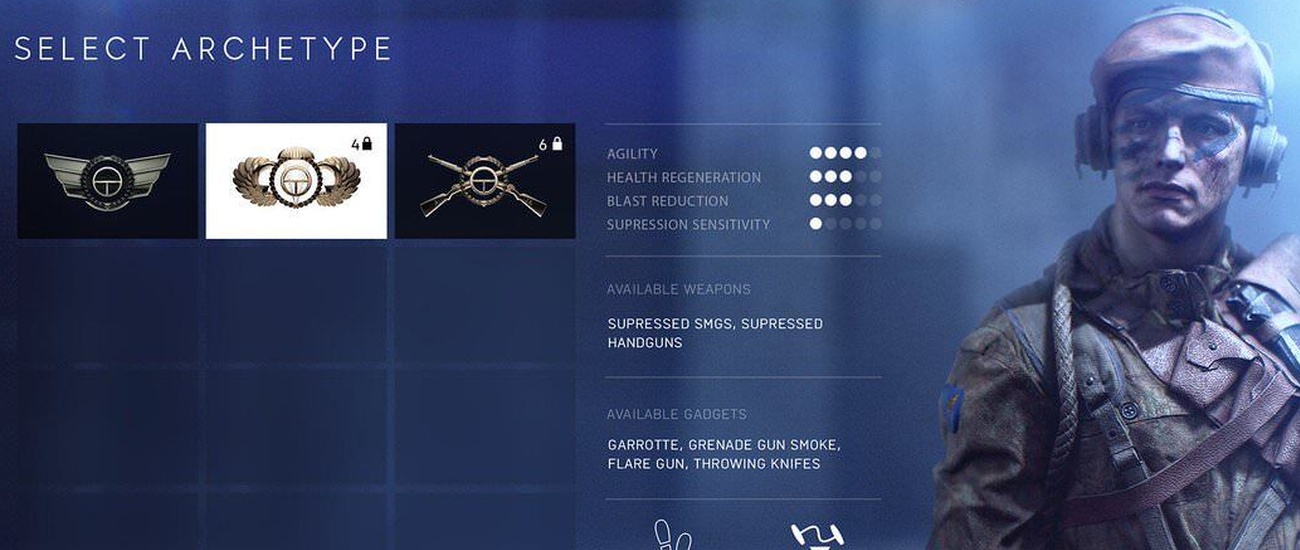 SELECT ARCHETYPE
4
6
AGILITY
HEALTH REGENERATION
BLAST REDUCTION
SUPRESSION SENSITIVITY
AVAILABLE WEAPONS
SUPRESSED SMGS, SUPRESSED
HANDGUNS
AVAILABLE GADGETS
GARROTTE, GRENADE GUN SMOKE,
FLARE GUN, THROWING KNIFES